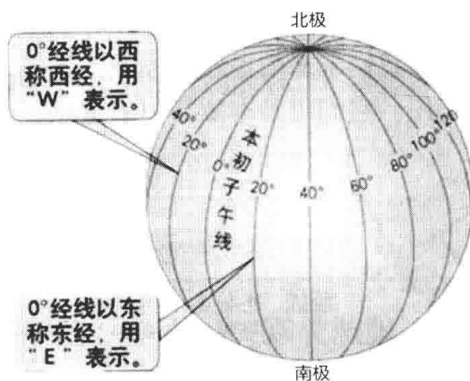 北极
0°经线以西
称西经，用
“W”表示。
40°
20°
0°
本初子午线
20°
40°
60°
80°
100°
120
0°经线以东
称东经，用
“E”表示。
南极